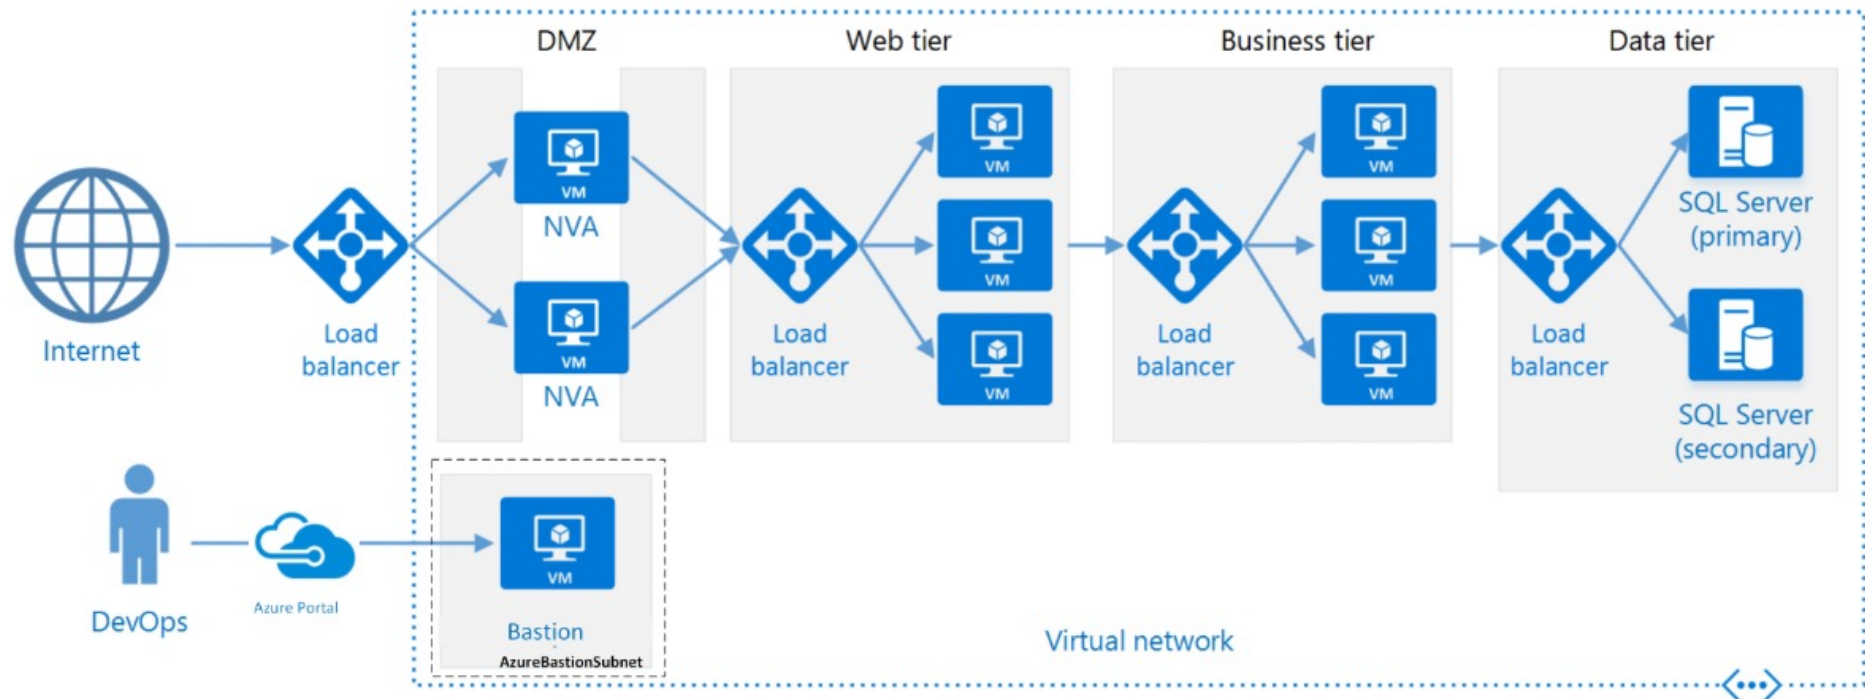 DMZ
Web tier
Business tier
Data tier
VM
NVA
VM
NVA
VM
VM
VM
VM
VM
VM
SQL Server
(primary)
SQL Server
(secondary)
Internet
Load
balancer
Load
balancer
Load
balancer
Load
balancer
DevOps
Azure Portal
VM
Bastion
AzureBastionSubnet
Virtual network